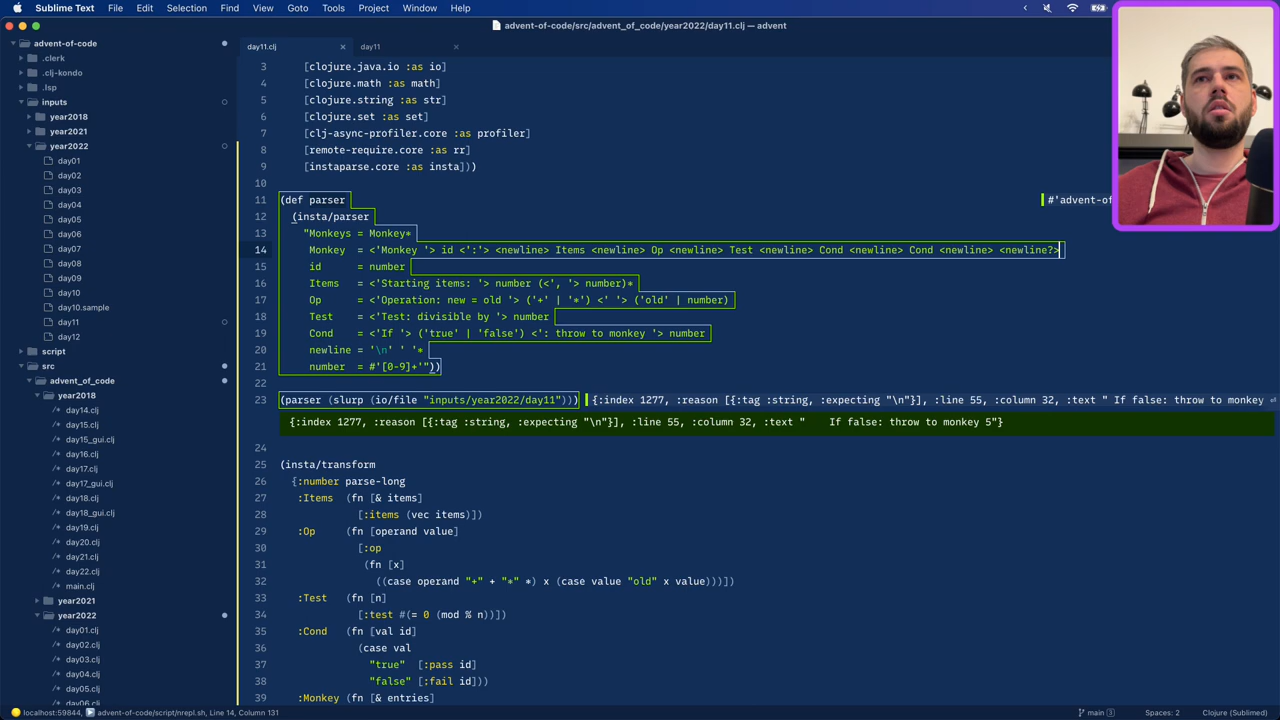 Sublime Text File Edit Selection Find View Goto Tools Project Window Help
advent-of-code/src/advent_of_code/year2022/day11.clj — advent
advent-of-code
.clerk
.clj-kondo
.lsp
inputs
year2018
year2021
year2022
day01
day02
day03
day04
day05
day06
day07
day08
day09
day10
day10.sample
day11
day12
script
src
advent_of_code
year2018
/* day14.clj
/* day15.clj
/* day15_gui.clj
/* day16.clj
/* day17.clj
/* day17_gui.clj
/* day18.clj
/* day18_gui.clj
/* day19.clj
/* day20.clj
/* day21.clj
/* day22.clj
/* main.clj
year2021
year2022
/* day01.clj
/* day02.clj
/* day03.clj
/* day04.clj
/* day05.clj
/* day06.clj
day11.clj × day11 ×
3 [clojure.java.io :as io]
4 [clojure.math :as math]
5 [clojure.string :as str]
6 [clojure.set :as set]
7 [clj-async-profiler.core :as profiler]
8 [remote-require.core :as rr]
9 [instaparse.core :as insta]))
10
11 (def parser #'advent-of
12 (insta/parser
13 "Monkeys = Monkey*
14 Monkey = <'Monkey '> id <':'> <newline> Items <newline> Op <newline> Test <newline> Cond <newline> Cond <newline> <newline?>
15 id = number
16 Items = <'Starting items: '> number (<', '> number)*
17 Op = <'Operation: new = old '> ('+' | '*') <' '> ('old' | number)
18 Test = <'Test: divisible by '> number
19 Cond = <'If '> ('true' | 'false') <': throw to monkey '> number
20 newline = '\n' ' '*
21 number = #'[0-9]+'"))
22
23 (parser (slurp (io/file "inputs/year2022/day11"))) {:index 1277, :reason [{:tag :string, :expecting "\n"}], :line 55, :column 32, :text " If false: throw to monkey
{:index 1277, :reason [{:tag :string, :expecting "\n"}], :line 55, :column 32, :text " If false: throw to monkey 5"}
24
25 (insta/transform
26 {:number parse-long
27 :Items (fn [& items]
28 [:items (vec items)])
29 :Op (fn [operand value]
30 [:op
31 (fn [x]
32 ((case operand "+" + "*" *) x (case value "old" x value)))])
33 :Test (fn [n]
34 [:test #(= 0 (mod % n))])
35 :Cond (fn [val id]
36 (case val
37 "true" [:pass id]
38 "false" [:fail id]))
39 :Monkey (fn [& entries]
localhost:59844, advent-of-code/script/nrepl.sh, Line 14, Column 131 main 3 Spaces: 2 Clojure (Sublimed)